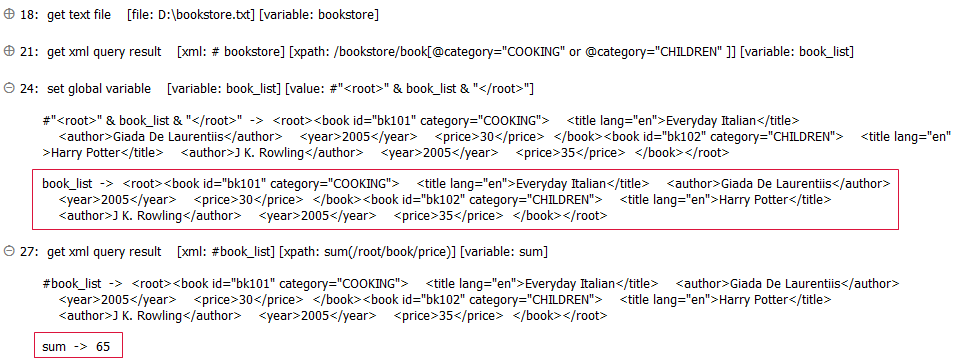 18: get text file [file: D:\bookstore.txt] [variable: bookstore]
21: get xml query result [xml: # bookstore] [xpath: /bookstore/book[@category="COOKING" or @category="CHILDREN" ]] [variable: book_list]
24: set global variable [variable: book_list] [value: #"<root>" & book_list & "</root>"]
#"<root>" & book_list & "</root>" -> <root><book id="bk101" category="COOKING"> <title lang="en">Everyday Italian</title>
<author>Giada De Laurentiis</author> <year>2005</year> <price>30</price> </book><book id="bk102" category="CHILDREN"> <title lang="en"
>Harry Potter</title> <author>J K. Rowling</author> <year>2005</year> <price>35</price> </book></root>
book_list -> <root><book id="bk101" category="COOKING"> <title lang="en">Everyday Italian</title> <author>Giada De Laurentiis</author>
<year>2005</year> <price>30</price> </book><book id="bk102" category="CHILDREN"> <title lang="en">Harry Potter</title>
<author>J K. Rowling</author> <year>2005</year> <price>35</price> </book></root>
27: get xml query result [xml: #book_list] [xpath: sum(/root/book/price)] [variable: sum]
#book_list -> <root><book id="bk101" category="COOKING"> <title lang="en">Everyday Italian</title> <author>Giada De Laurentiis</author>
<year>2005</year> <price>30</price> </book><book id="bk102" category="CHILDREN"> <title lang="en">Harry Potter</title>
<author>J K. Rowling</author> <year>2005</year> <price>35</price> </book></root>
sum -> 65